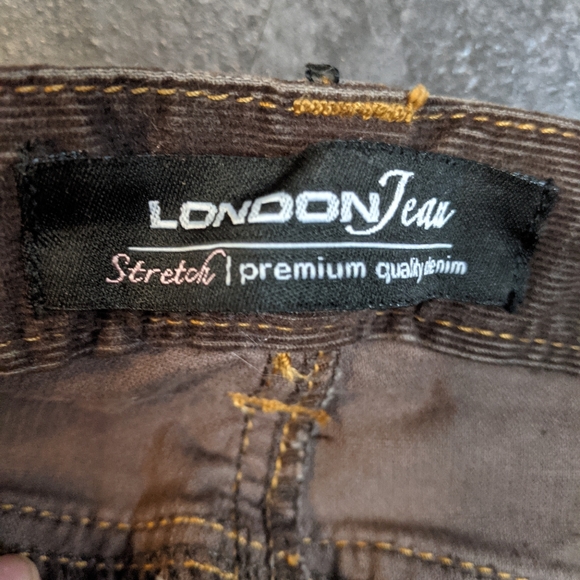 LONDON Jean
Stretch | premium quality denim